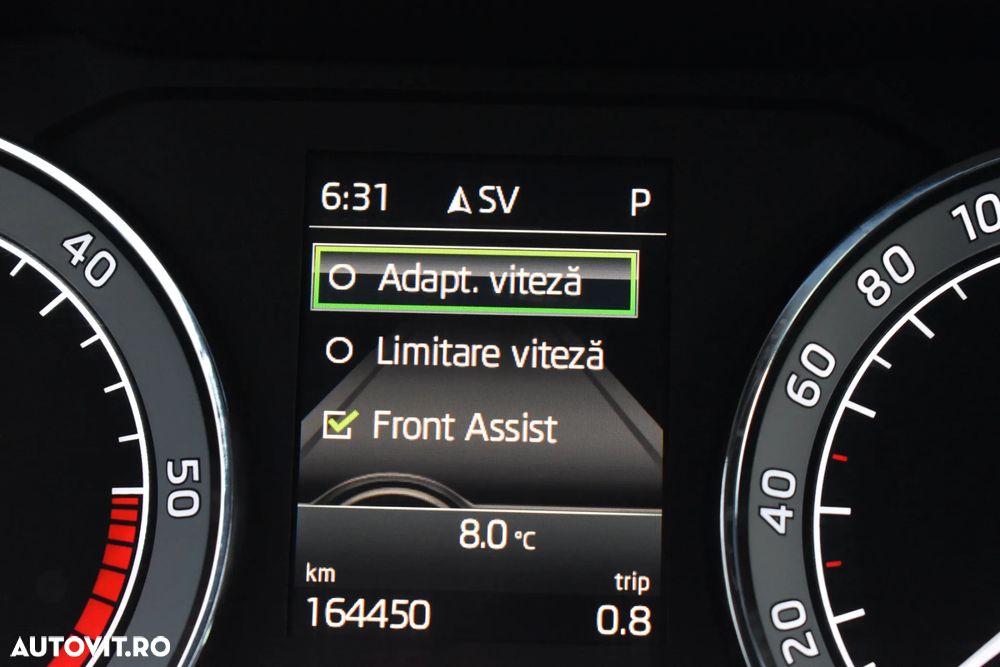 6:31 SV P
Adapt. viteză
Limitare viteză
Front Assist
8.0 °C
km trip
164450 0.8
40
50
100
80
60
40
20
AUTOVIT.RO